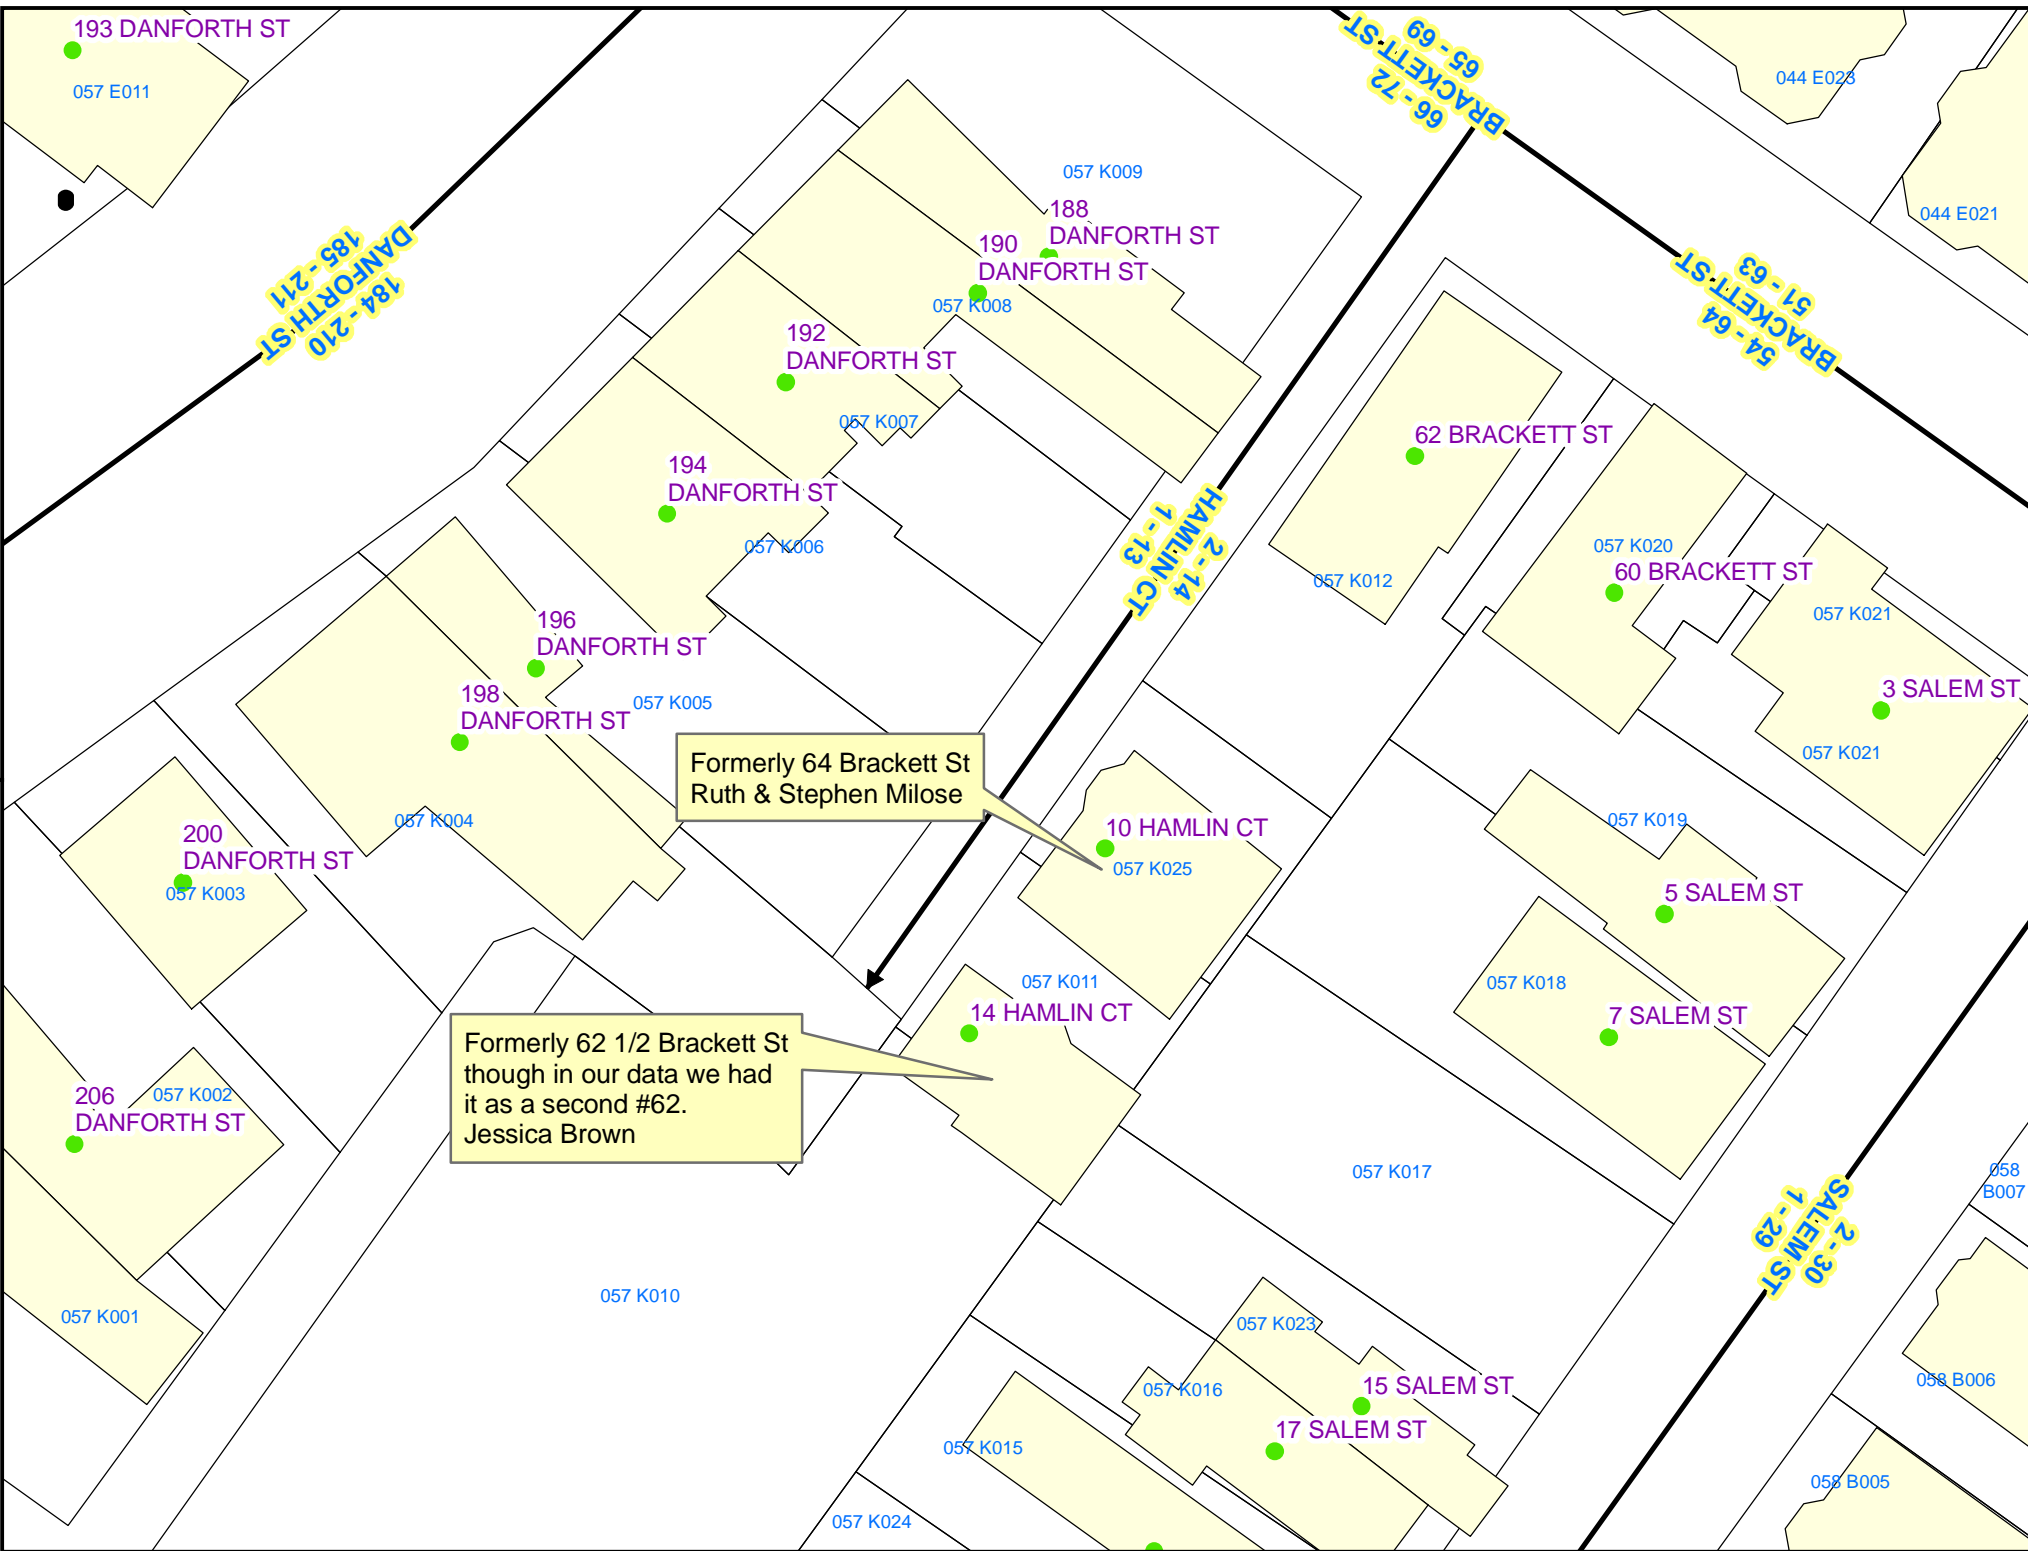 193 DANFORTH ST
057 E011
65 - 69
BRACKETT ST
66 - 72
044 E023
044 E021
057 K009
188
DANFORTH ST
190
DANFORTH ST
057 K008
185 - 211
DANFORTH ST
184 - 210
51 - 63
BRACKETT ST
54 - 64
192
DANFORTH ST
057 K007
62 BRACKETT ST
057 K012
194
DANFORTH ST
057 K006
2 - 14
HAMLIN CT
1 - 13
057 K020
60 BRACKETT ST
057 K021
196
DANFORTH ST
198
DANFORTH ST
057 K005
3 SALEM ST
057 K021
Formerly 64 Brackett St
Ruth & Stephen Milose
10 HAMLIN CT
057 K025
057 K019
057 K004
200
DANFORTH ST
057 K003
5 SALEM ST
057 K011
057 K018
14 HAMLIN CT
7 SALEM ST
Formerly 62 1/2 Brackett St
though in our data we had
it as a second #62.
Jessica Brown
057 K002
206
DANFORTH ST
057 K017
058
B007
2 - 30
SALEM ST
1 - 29
057 K010
057 K001
057 K023
057 K016
15 SALEM ST
058 B006
17 SALEM ST
057 K015
058 B005
057 K024